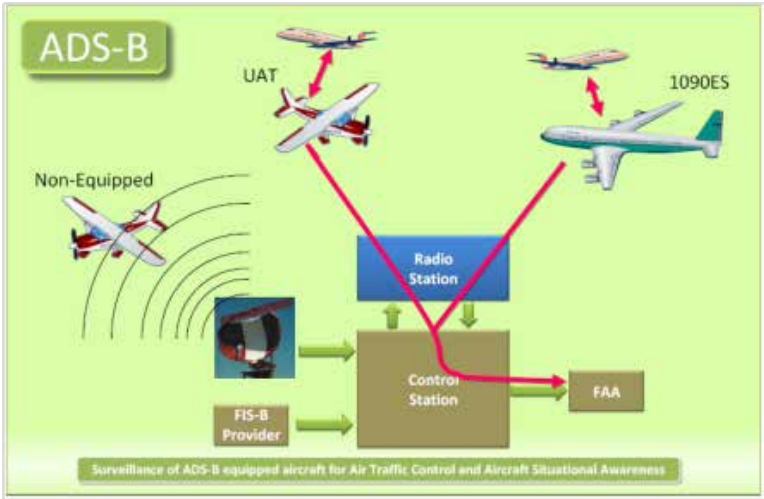 ADS-B
UAT
1090ES
Non-Equipped
Radio
Station
Control
Station
FAA
FIS-B
Provider
Surveillance of ADS-B equipped aircraft for Air Traffic Control and Aircraft Situational Awareness